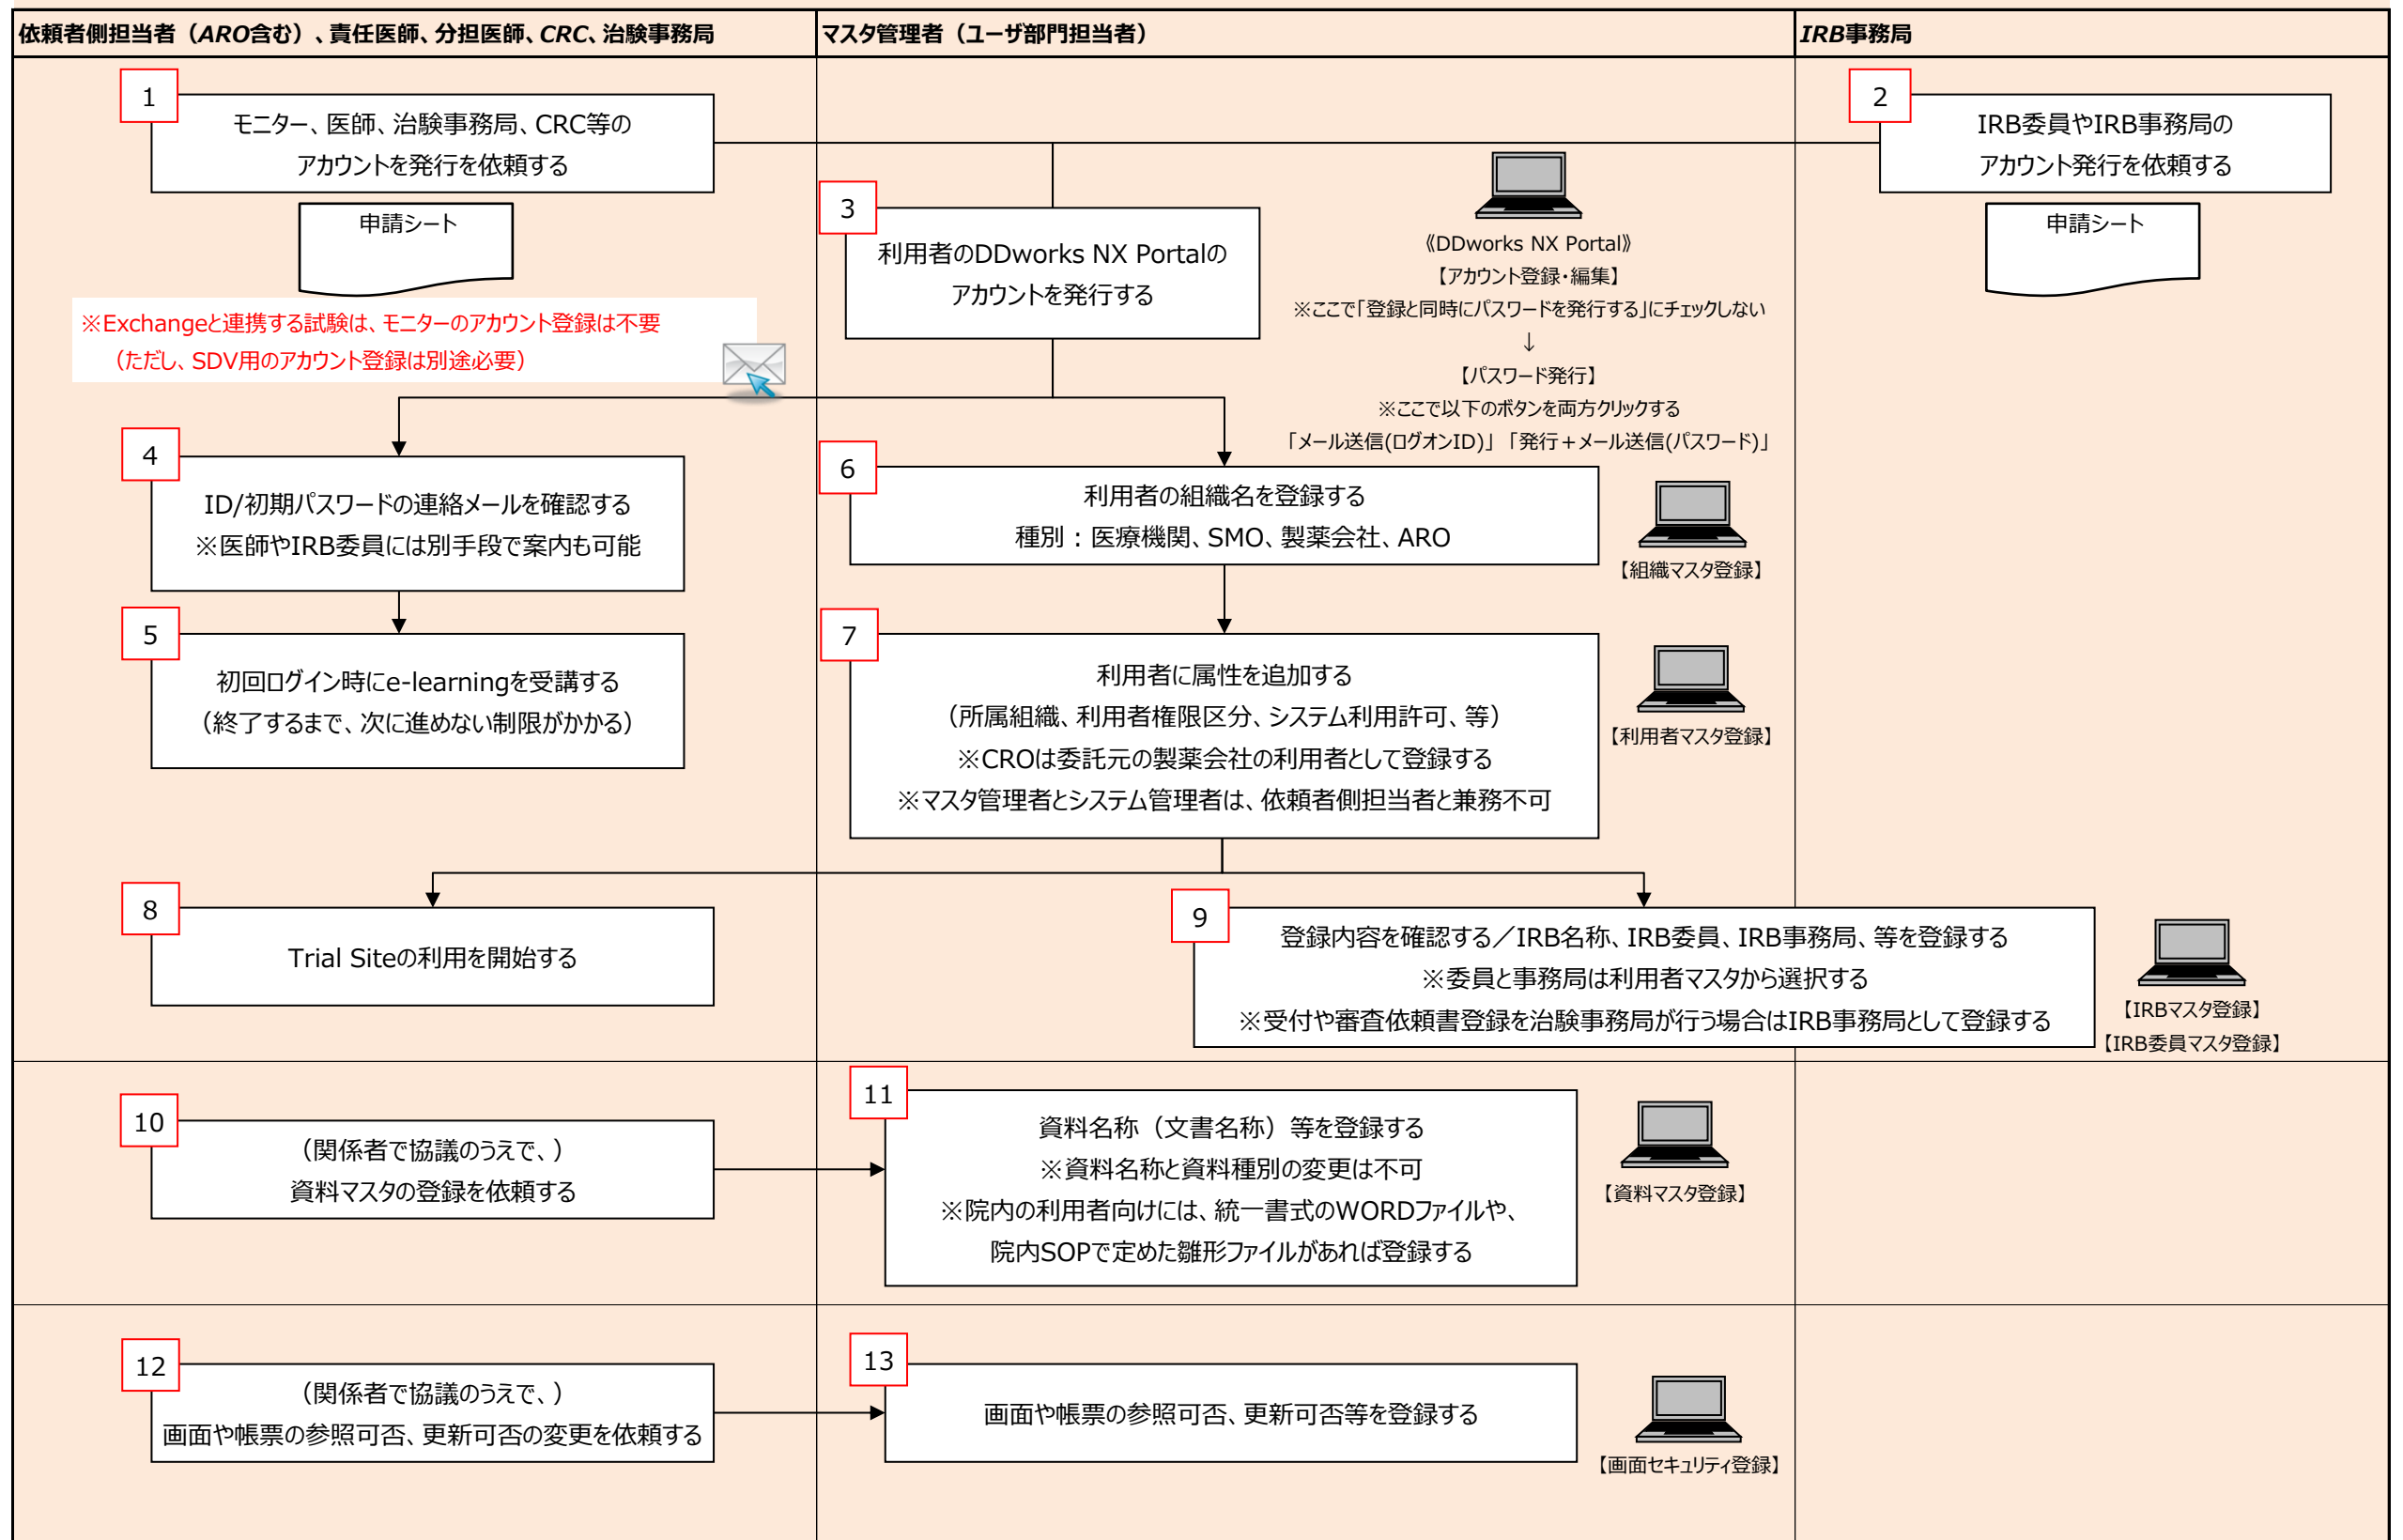 依頼者側担当者（ARO含む）、責任医師、分担医師、CRC、治験事務局
マスタ管理者（ユーザ部門担当者）
IRB事務局
1
モニター、医師、治験事務局、CRC等の
アカウントを発行を依頼する
申請シート
※Exchangeと連携する試験は、モニターのアカウント登録は不要
（ただし、SDV用のアカウント登録は別途必要）
2
IRB委員やIRB事務局の
アカウント発行を依頼する
申請シート
3
利用者のDDworks NX Portalの
アカウントを発行する
《DDworks NX Portal》
【アカウント登録・編集】
※ここで「登録と同時にパスワードを発行する」にチェックしない
↓
【パスワード発行】
※ここで以下のボタンを両方クリックする
「メール送信(ログオンID)」「発行＋メール送信(パスワード)」
4
ID/初期パスワードの連絡メールを確認する
※医師やIRB委員には別手段で案内も可能
5
初回ログイン時にe-learningを受講する
（終了するまで、次に進めない制限がかかる）
6
利用者の組織名を登録する
種別：医療機関、SMO、製薬会社、ARO
【組織マスタ登録】
7
利用者に属性を追加する
（所属組織、利用者権限区分、システム利用許可、等）
※CROは委託元の製薬会社の利用者として登録する
※マスタ管理者とシステム管理者は、依頼者側担当者と兼務不可
【利用者マスタ登録】
8
Trial Siteの利用を開始する
9
登録内容を確認する／IRB名称、IRB委員、IRB事務局、等を登録する
※委員と事務局は利用者マスタから選択する
※受付や審査依頼書登録を治験事務局が行う場合はIRB事務局として登録する
【IRBマスタ登録】
【IRB委員マスタ登録】
10
（関係者で協議のうえで、）
資料マスタの登録を依頼する
11
資料名称（文書名称）等を登録する
※資料名称と資料種別の変更は不可
※院内の利用者向けには、統一書式のWORDファイルや、
院内SOPで定めた雛形ファイルがあれば登録する
【資料マスタ登録】
12
（関係者で協議のうえで、）
画面や帳票の参照可否、更新可否の変更を依頼する
13
画面や帳票の参照可否、更新可否等を登録する
【画面セキュリティ登録】